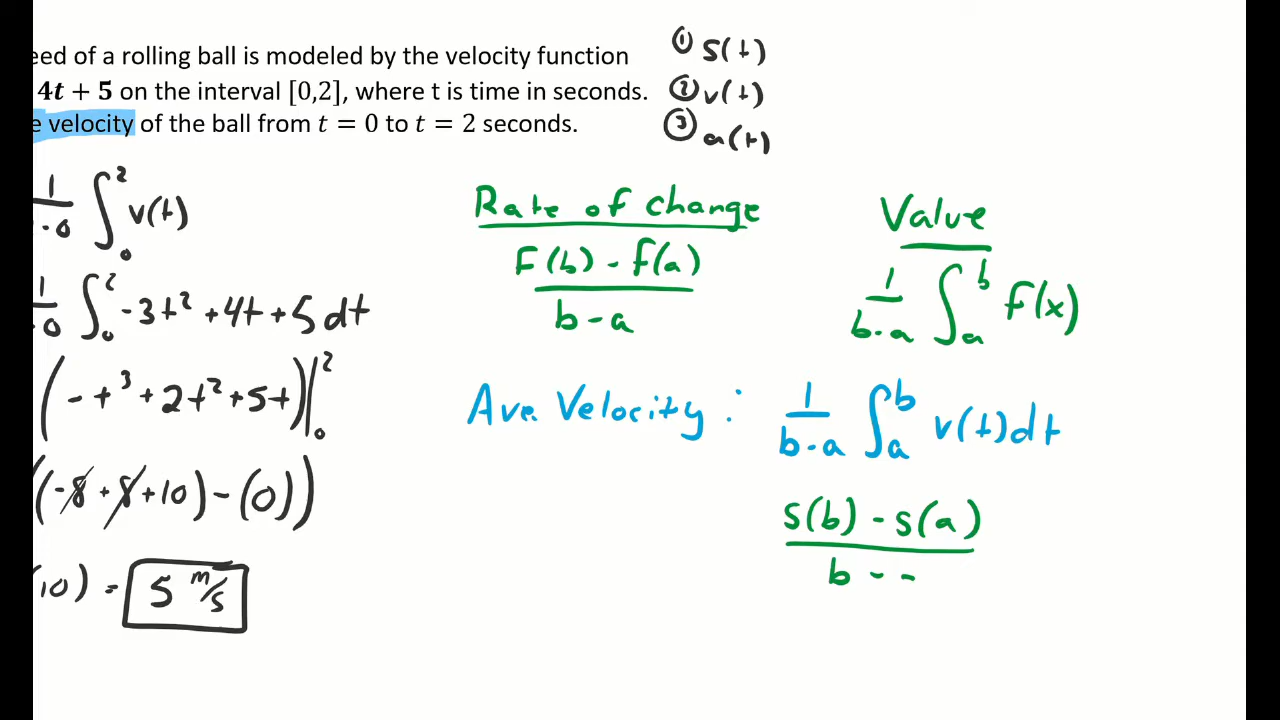 eed of a rolling ball is modeled by the velocity function
4t + 5 on the interval [0,2], where t is time in seconds.
e velocity of the ball from t = 0 to t = 2 seconds.
① s(t)
② v(t)
③ a(t)
1/·0 ∫₀² v(t)
1/·0 ∫₀² -3t² + 4t + 5 dt
(-t³ + 2t² + 5t)|₀²
((-8 + 8 + 10) - (0))
(10) = 5 m/s
Rate of change
F(b) - f(a)
b - a
Value
1/b-a ∫ₐᵇ f(x)
Ave. Velocity : 1/b-a ∫ₐᵇ v(t)dt
s(b) - s(a)
b - -